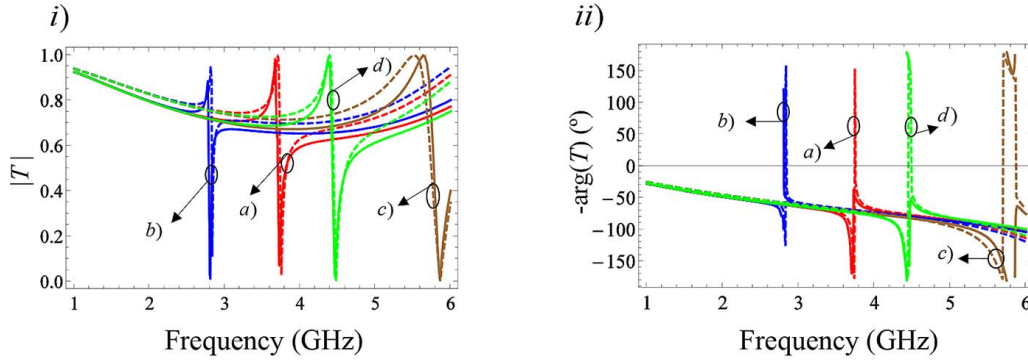 i)
ii)
|T|
1.0
0.8
0.6
0.4
0.2
0.0
d)
a)
b)
c)
1
2
3
4
5
6
Frequency (GHz)
-arg(T) (º)
150
100
50
0
−50
−100
−150
b)
a)
d)
c)
1
2
3
4
5
6
Frequency (GHz)